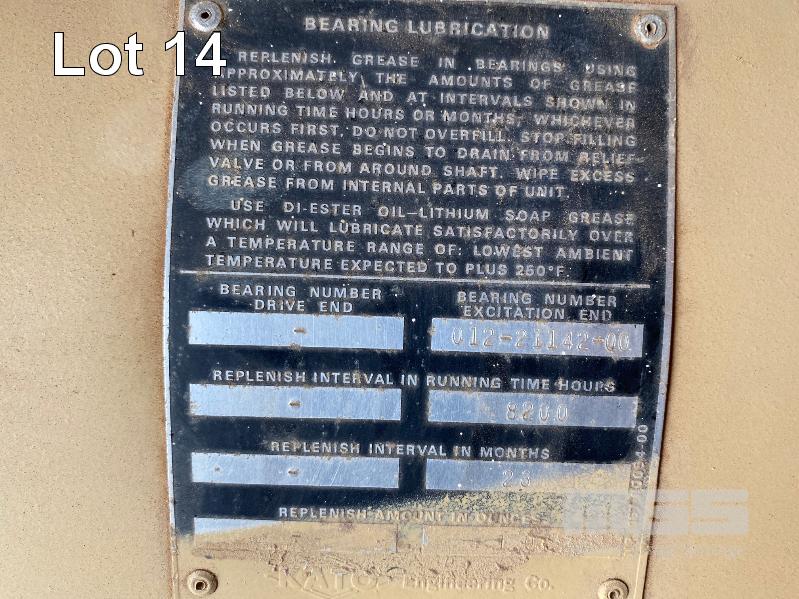 Lot 14
BEARING LUBRICATION
REPLENISH GREASE IN BEARINGS USING
APPROXIMATELY THE AMOUNTS OF GREASE
LISTED BELOW AND AT INTERVALS SHOWN IN
RUNNING TIME HOURS OR MONTHS, WHICHEVER
OCCURS FIRST. DO NOT OVERFILL. STOP FILLING
WHEN GREASE BEGINS TO DRAIN FROM RELIEF
VALVE OR FROM AROUND SHAFT. WIPE EXCESS
GREASE FROM INTERNAL PARTS OF UNIT.
USE DI-ESTER OIL-LITHIUM SOAP GREASE
WHICH WILL LUBRICATE SATISFACTORILY OVER
A TEMPERATURE RANGE OF: LOWEST AMBIENT
TEMPERATURE EXPECTED TO PLUS 250°F.
BEARING NUMBER DRIVE END
-
BEARING NUMBER EXCITATION END
012-21142-00
REPLENISH INTERVAL IN RUNNING TIME HOURS
- 8200
REPLENISH INTERVAL IN MONTHS
-
REPLENISH AMOUNT IN OUNCES
KATO Engineering Co.
mss